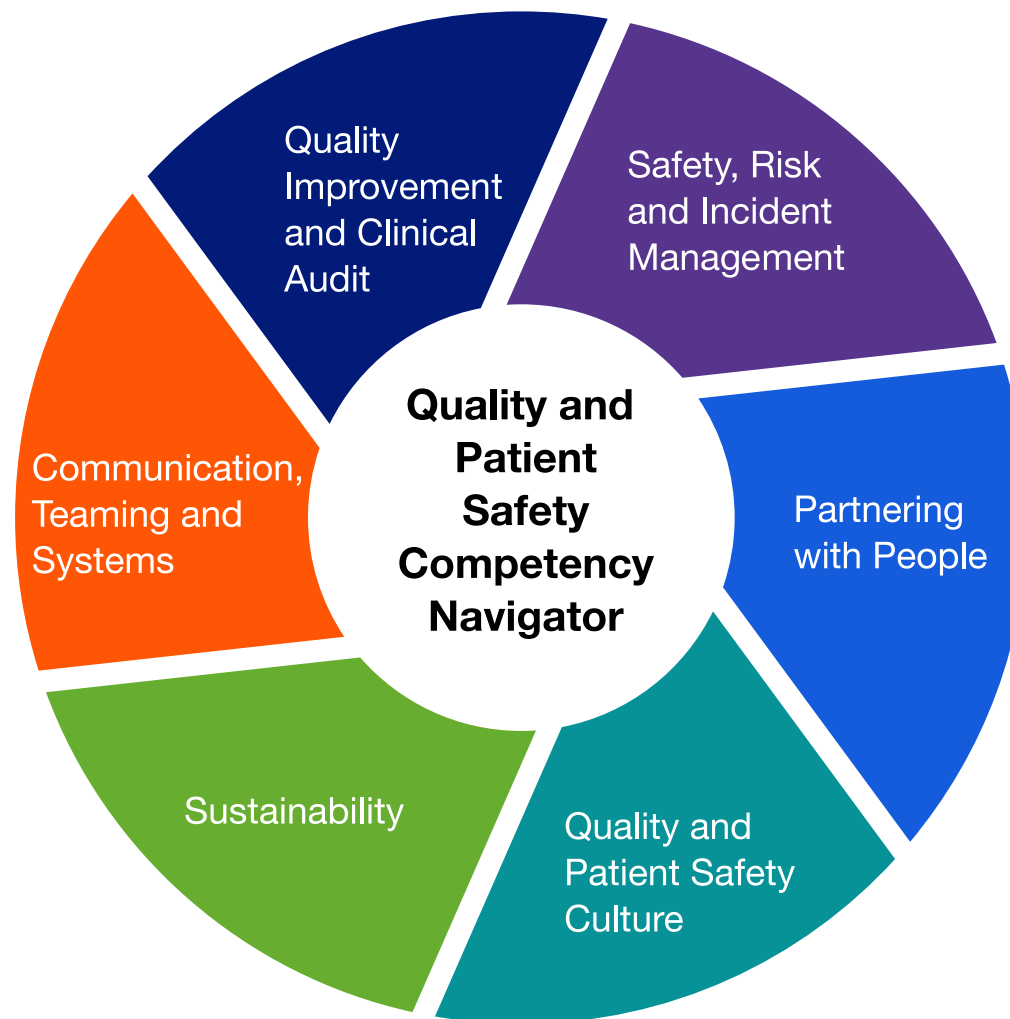 Quality
Improvement
and Clinical
Audit
Safety, Risk
and Incident
Management
Communication,
Teaming and
Systems
Quality and
Patient
Safety
Competency
Navigator
Partnering
with People
Sustainability
Quality and
Patient Safety
Culture